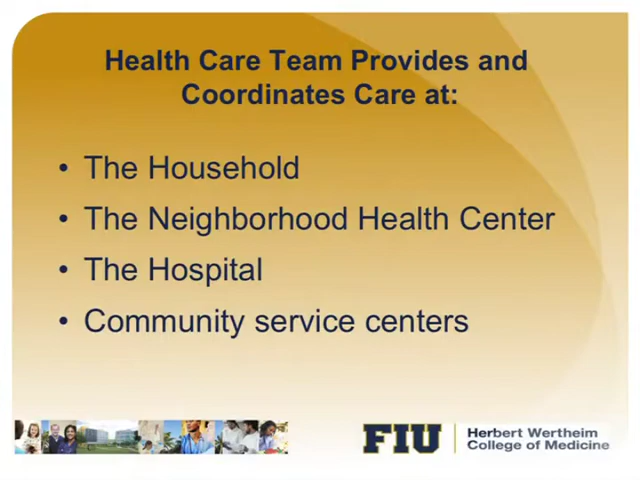 Health Care Team Provides and
Coordinates Care at:
• The Household
• The Neighborhood Health Center
• The Hospital
• Community service centers
FIU
Herbert Wertheim
College of Medicine